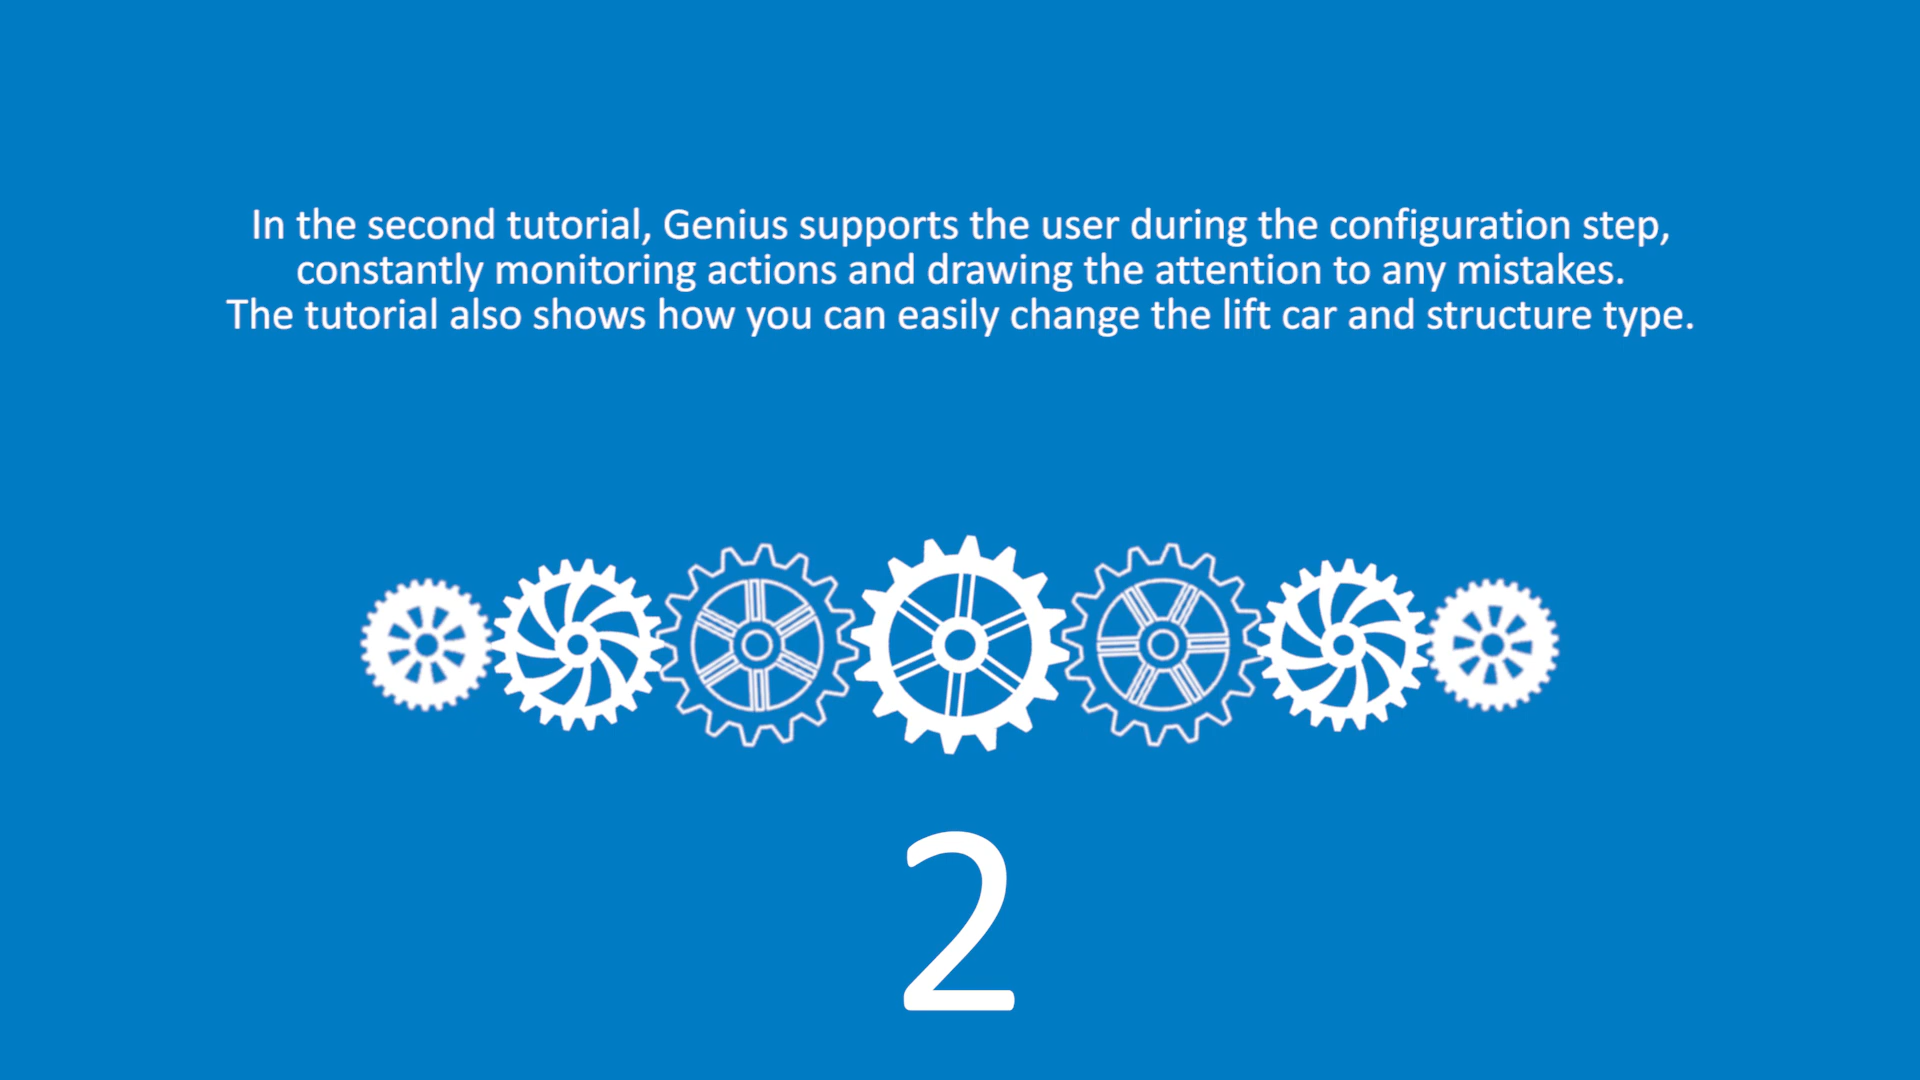 In the second tutorial, Genius supports the user during the configuration step,
constantly monitoring actions and drawing the attention to any mistakes.
The tutorial also shows how you can easily change the lift car and structure type.
2